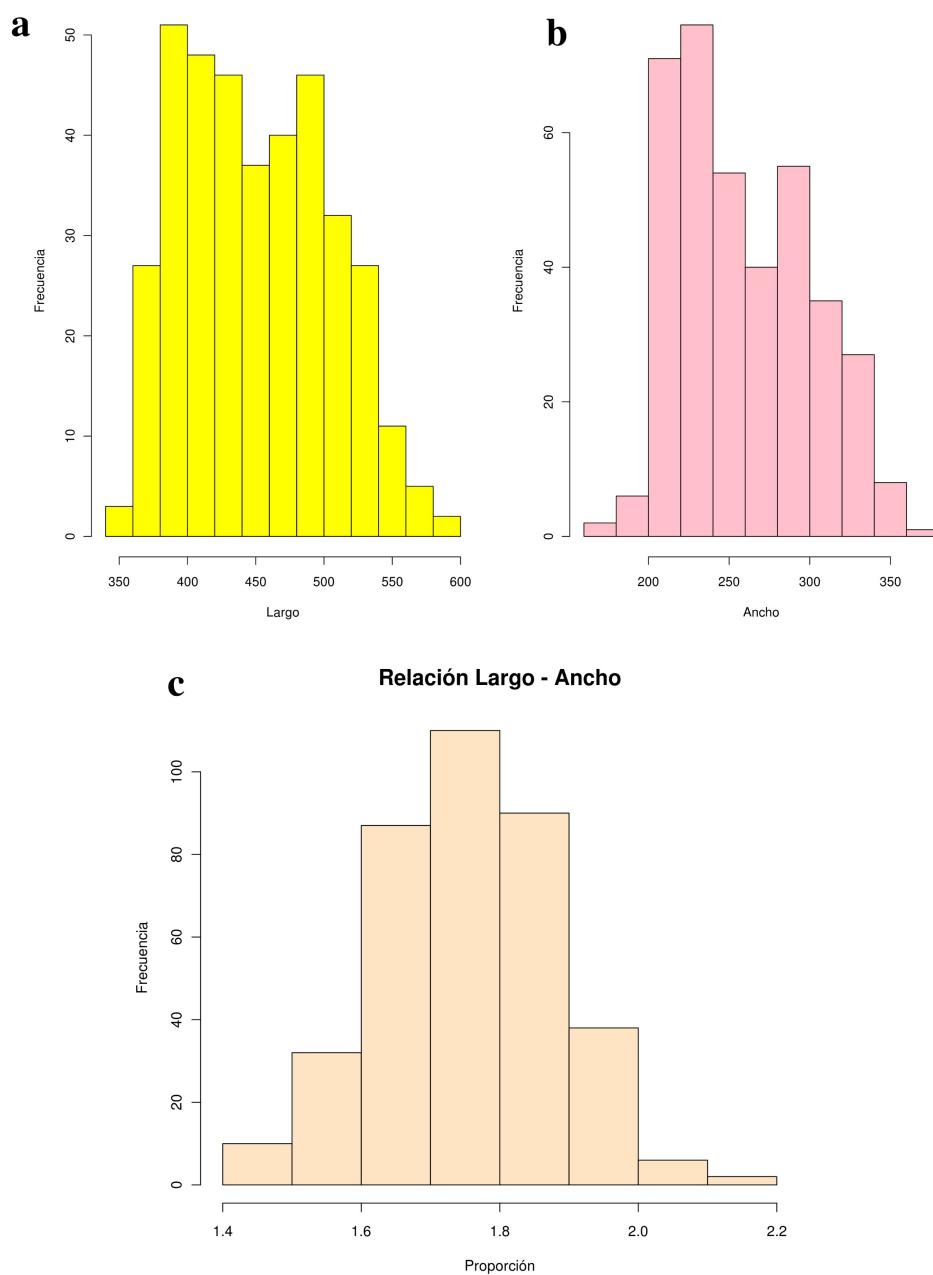 a
50
40
30
20
10
0
Frecuencia
350 400 450 500 550 600
Largo
b
60
40
20
0
Frecuencia
200 250 300 350
Ancho
c
Relación Largo - Ancho
100
80
60
40
20
0
Frecuencia
1.4 1.6 1.8 2.0 2.2
Proporción